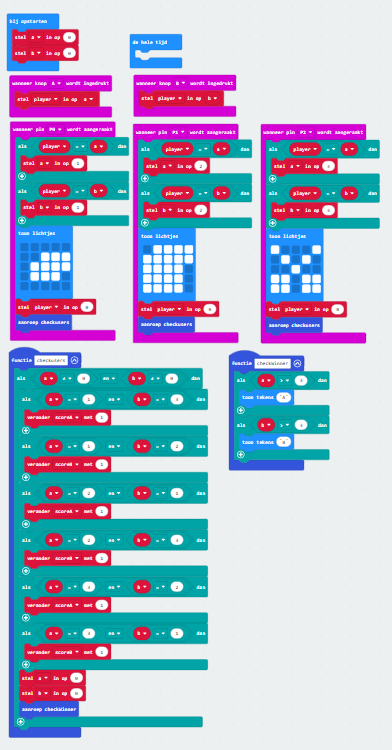 bij opstarten
stel a in op 0
stel b in op 0
de hele tijd
wanneer knop A wordt ingedrukt
stel player in op a
wanneer knop B wordt ingedrukt
stel player in op b
wanneer pin P0 wordt aangeraakt
als player = a dan
stel a in op 1
als player = b dan
stel b in op 1
toon lichtjes
stel player in op 0
aanroep checkusers
wanneer pin P1 wordt aangeraakt
als player = a dan
stel a in op 2
als player = b dan
stel b in op 2
toon lichtjes
stel player in op 0
aanroep checkusers
wanneer pin P2 wordt aangeraakt
als player = a dan
stel a in op 3
als player = b dan
stel b in op 3
toon lichtjes
stel player in op 0
aanroep checkusers
functie checkusers
als a ≠ 0 en b ≠ 0 dan
als a = 1 en b = 3 dan
verander scoreA met 1
als a = 1 en b = 2 dan
verander scoreB met 1
als a = 2 en b = 1 dan
verander scoreA met 1
als a = 2 en b = 3 dan
verander scoreB met 1
als a = 3 en b = 2 dan
verander scoreA met 1
als a = 3 en b = 1 dan
verander scoreB met 1
stel a in op 0
stel b in op 0
aanroep checkWinner
functie checkWinner
als a > 3 dan
toon tekens "A"
als b > 3 dan
toon tekens